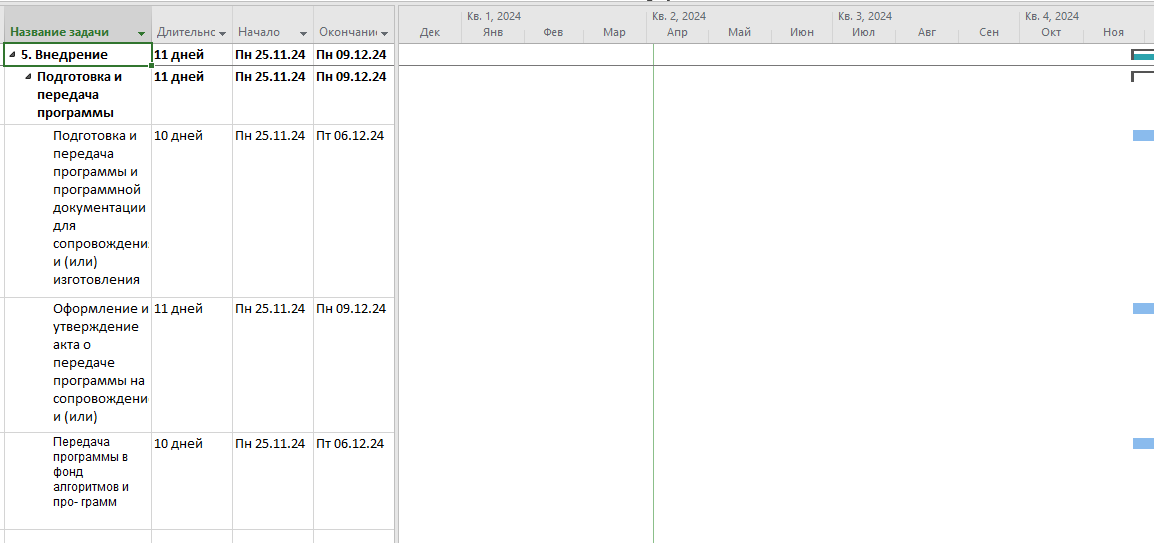 Кв. 1, 2024 Кв. 2, 2024 Кв. 3, 2024 Кв. 4, 2024
Название задачи Длительнс Начало Окончани Дек Янв Фев Мар Апр Май Июн Июл Авг Сен Окт Ноя
5. Внедрение 11 дней Пн 25.11.24 Пн 09.12.24
Подготовка и 11 дней Пн 25.11.24 Пн 09.12.24
передача
программы
Подготовка и 10 дней Пн 25.11.24 Пт 06.12.24
передача
программы и
программной
документации
для
сопровождени
и (или)
изготовления
Оформление и 11 дней Пн 25.11.24 Пн 09.12.24
утверждение
акта о
передаче
программы на
сопровождени
и (или)
Передача 10 дней Пн 25.11.24 Пт 06.12.24
программы в
фонд
алгоритмов и
про- грамм